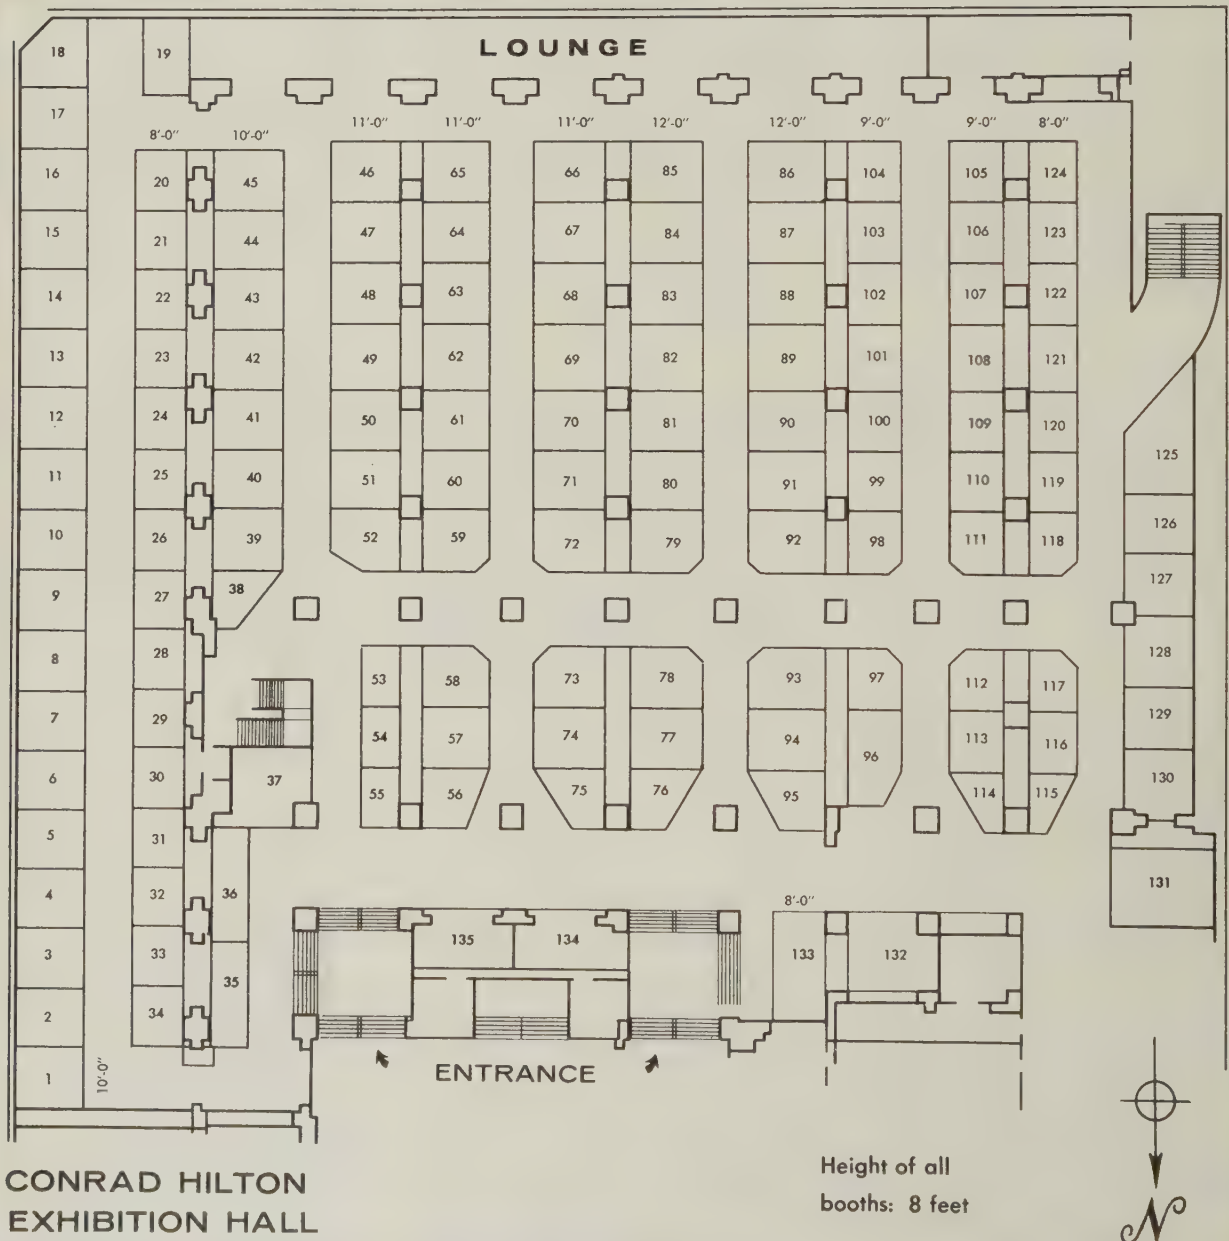 LOUNGE
18 19
17
8'-0" 10'-0" 11'-0" 11'-0" 11'-0" 12'-0" 12'-0" 9'-0" 9'-0" 8'-0"
16 20 45 46 65 66 85 86 104 105 124
15 21 44 47 64 67 84 87 103 106 123
14 22 43 48 63 68 83 88 102 107 122
13 23 42 49 62 69 82 89 101 108 121
12 24 41 50 61 70 81 90 100 109 120
125
11 25 40 51 60 71 80 91 99 110 119
126
10 26 39 52 59 72 79 92 98 111 118
127
9 27 38
8 28 128
53 58 73 78 93 97 112 117
7 29 129
54 57 74 77 94 113 116
6 30 37 96 130
55 56 75 76 95 114 115
5 31
4 32 36 131
8'-0"
3 33 35 135 134 133 132
2 34
1 10'-0"
ENTRANCE
CONRAD HILTON
EXHIBITION HALL
Height of all
booths: 8 feet
N